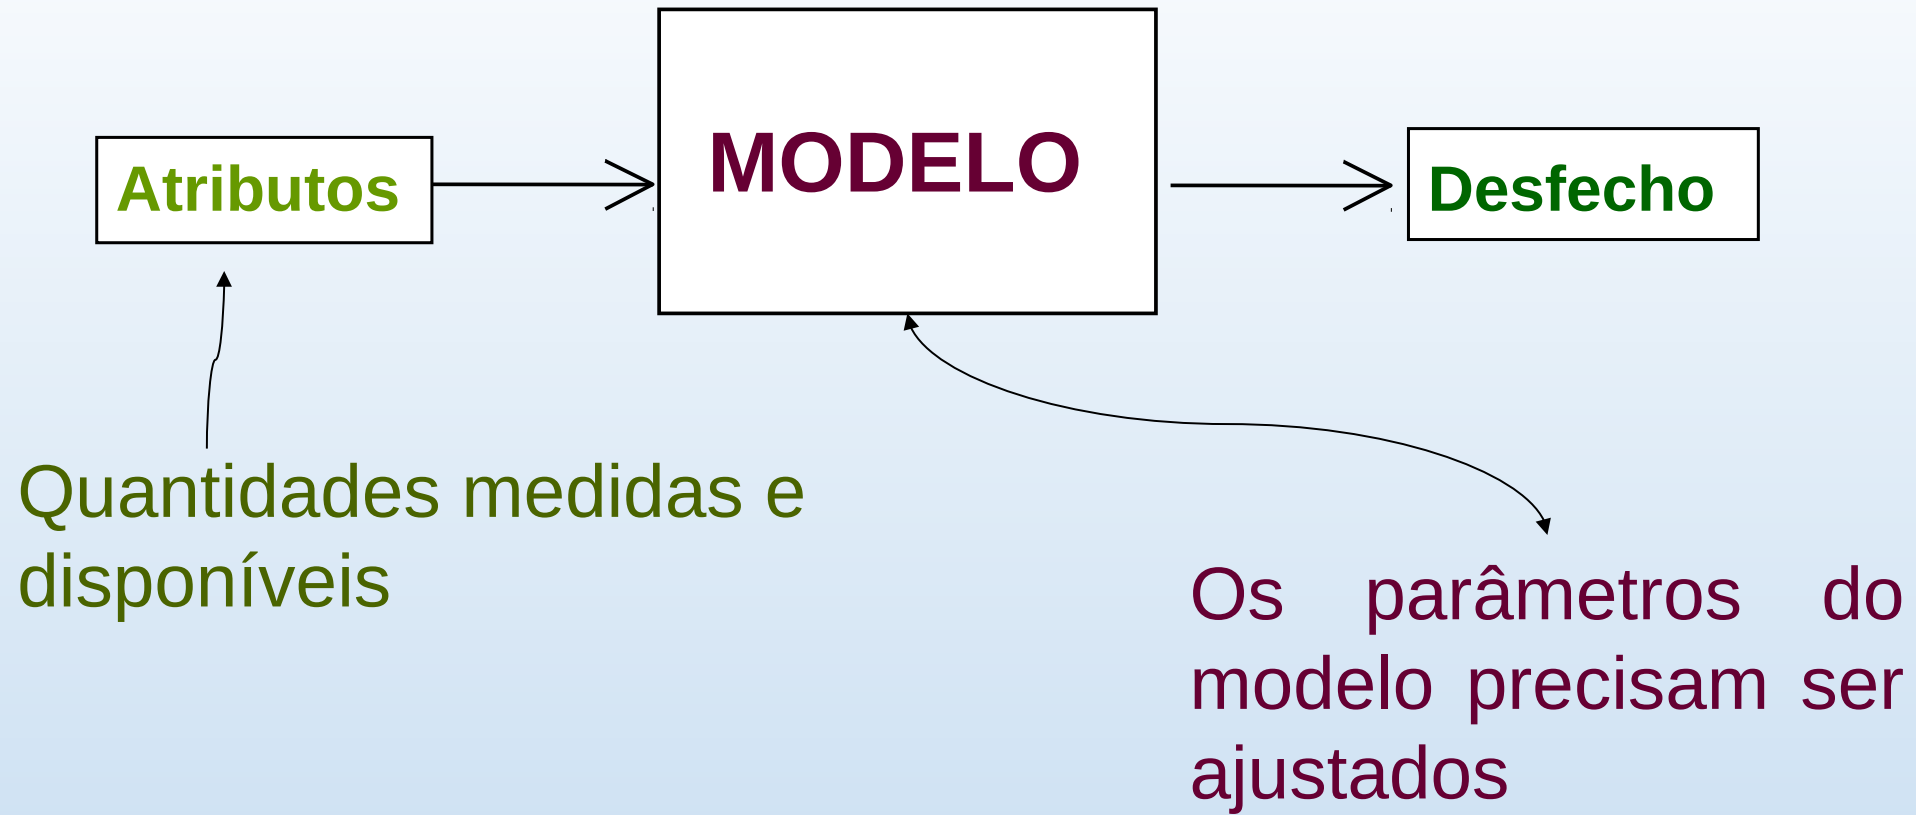 Atributos
MODELO
Desfecho
Quantidades medidas e
disponíveis
Os parâmetros do
modelo precisam ser
ajustados